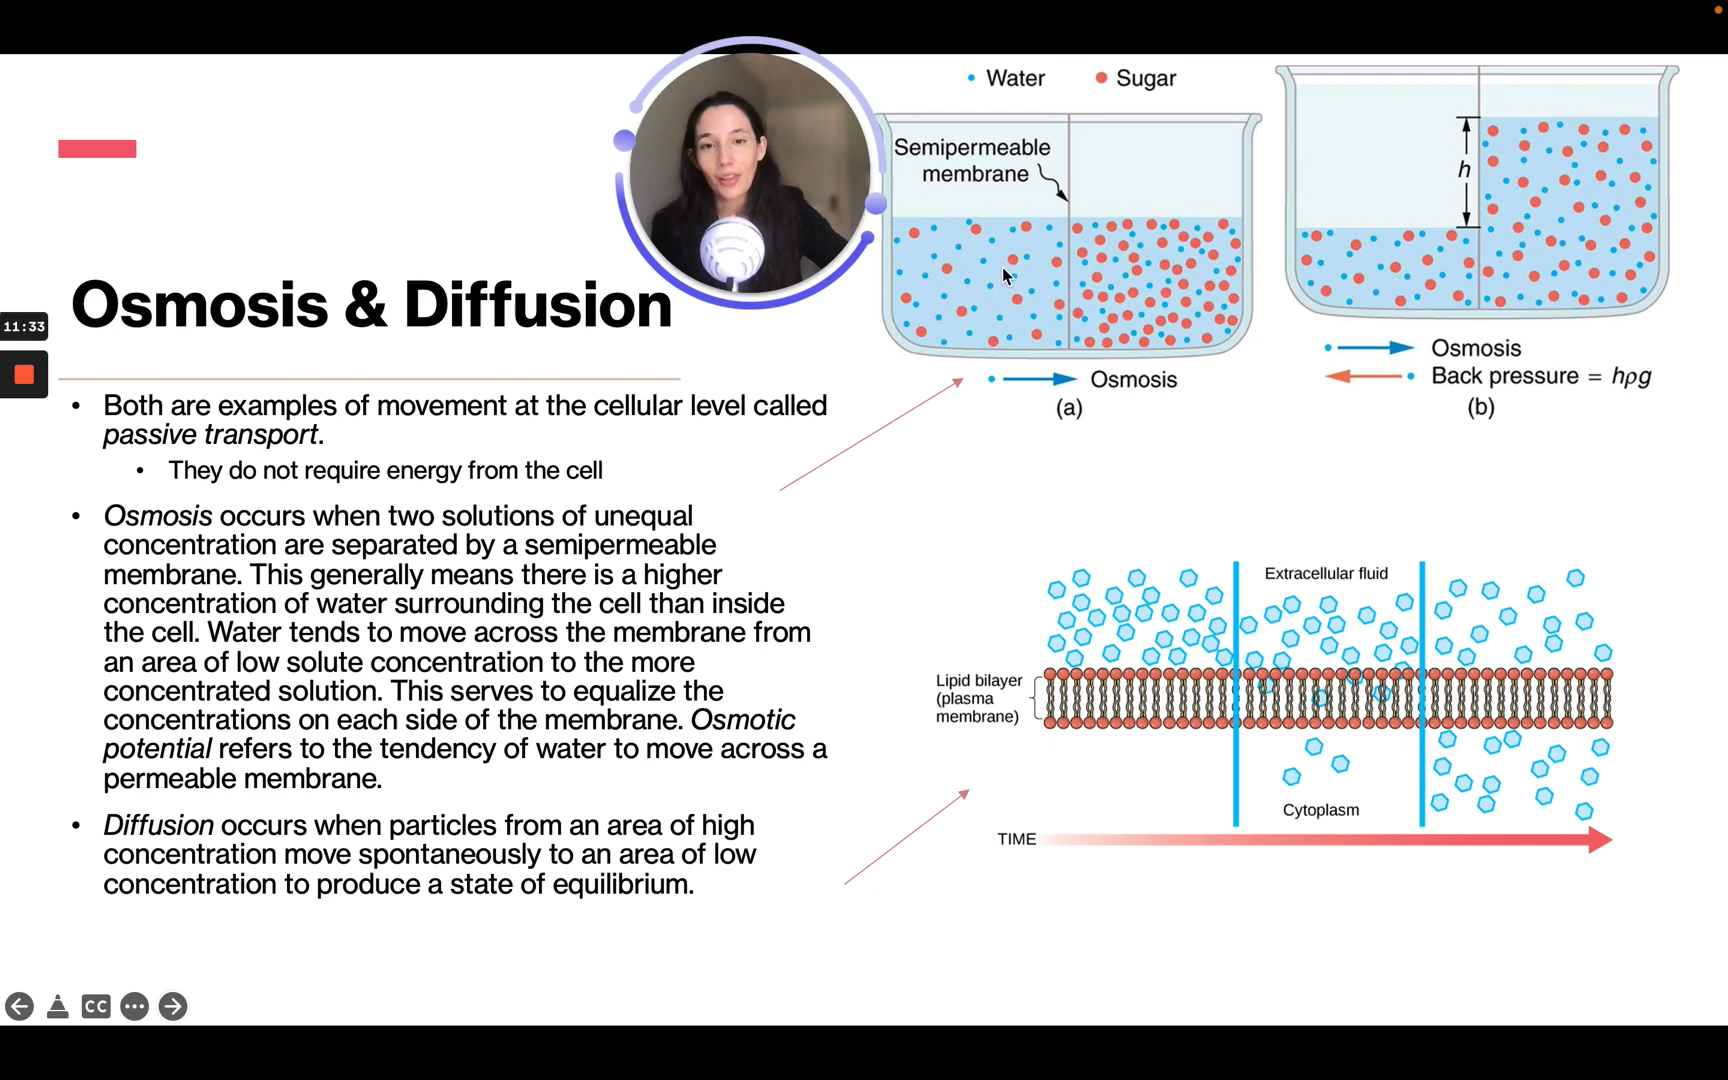 Water
Sugar
Semipermeable
membrane
h
Osmosis & Diffusion
11:33
Osmosis
(a)
Osmosis
Back pressure = hρg
(b)
• Both are examples of movement at the cellular level called
passive transport.
• They do not require energy from the cell
• Osmosis occurs when two solutions of unequal
concentration are separated by a semipermeable
membrane. This generally means there is a higher
concentration of water surrounding the cell than inside
the cell. Water tends to move across the membrane from
an area of low solute concentration to the more
concentrated solution. This serves to equalize the
concentrations on each side of the membrane. Osmotic
potential refers to the tendency of water to move across a
permeable membrane.
• Diffusion occurs when particles from an area of high
concentration move spontaneously to an area of low
concentration to produce a state of equilibrium.
Extracellular fluid
Lipid bilayer
(plasma
membrane)
Cytoplasm
TIME
CC